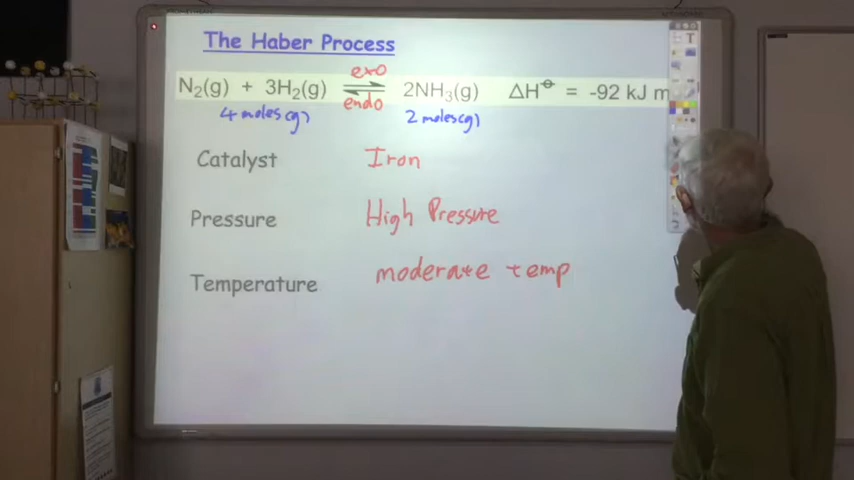 The Haber Process
exo
N₂(g) + 3H₂(g) ⇌ 2NH₃(g) ΔH⦵ = -92 kJ m
endo
4 moles(g) 2 moles(g)
Catalyst Iron
Pressure High Pressure
Temperature moderate temp